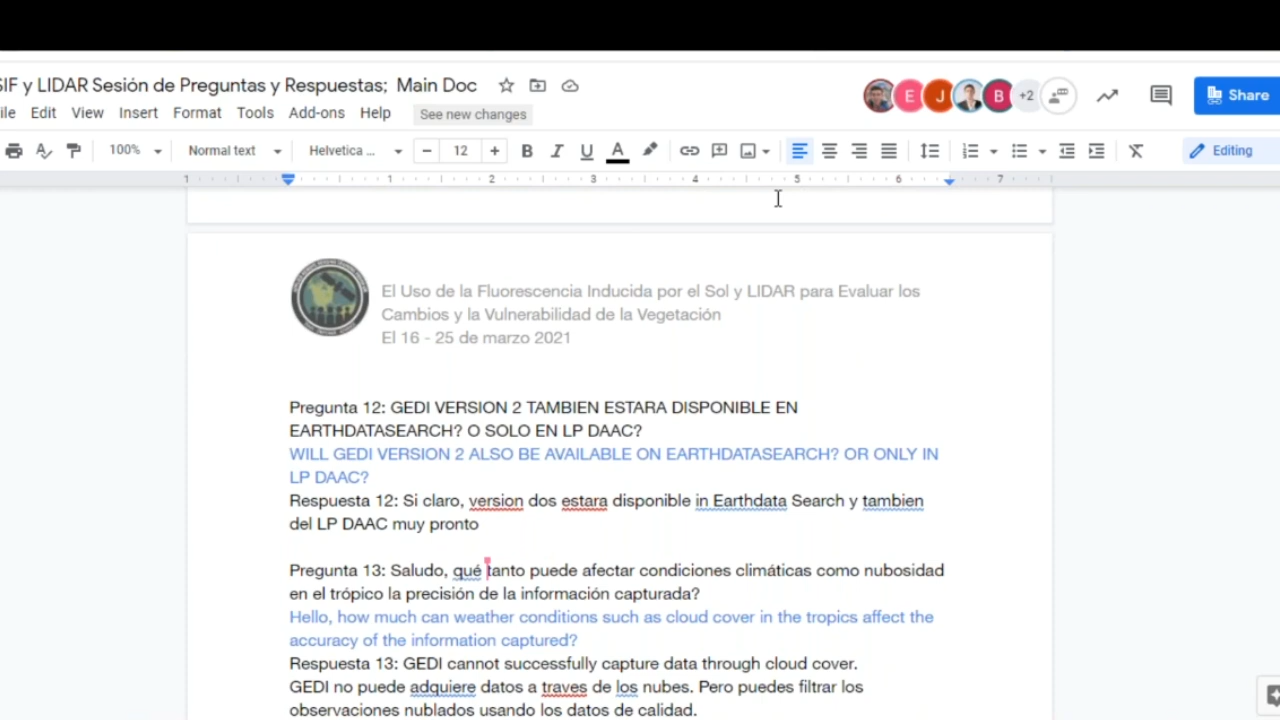 SIF y LIDAR Sesión de Preguntas y Respuestas; Main Doc
E J B +2 Share
ile Edit View Insert Format Tools Add-ons Help See new changes
100% Normal text Helvetica ... − 12 + B I U A Editing
1 1 2 3 4 5 6 7
El Uso de la Fluorescencia Inducida por el Sol y LIDAR para Evaluar los
Cambios y la Vulnerabilidad de la Vegetación
El 16 - 25 de marzo 2021
Pregunta 12: GEDI VERSION 2 TAMBIEN ESTARA DISPONIBLE EN
EARTHDATASEARCH? O SOLO EN LP DAAC?
WILL GEDI VERSION 2 ALSO BE AVAILABLE ON EARTHDATASEARCH? OR ONLY IN
LP DAAC?
Respuesta 12: Si claro, version dos estara disponible in Earthdata Search y tambien
del LP DAAC muy pronto
Pregunta 13: Saludo, qué tanto puede afectar condiciones climáticas como nubosidad
en el trópico la precisión de la información capturada?
Hello, how much can weather conditions such as cloud cover in the tropics affect the
accuracy of the information captured?
Respuesta 13: GEDI cannot successfully capture data through cloud cover.
GEDI no puede adquiere datos a traves de los nubes. Pero puedes filtrar los
observaciones nublados usando los datos de calidad.